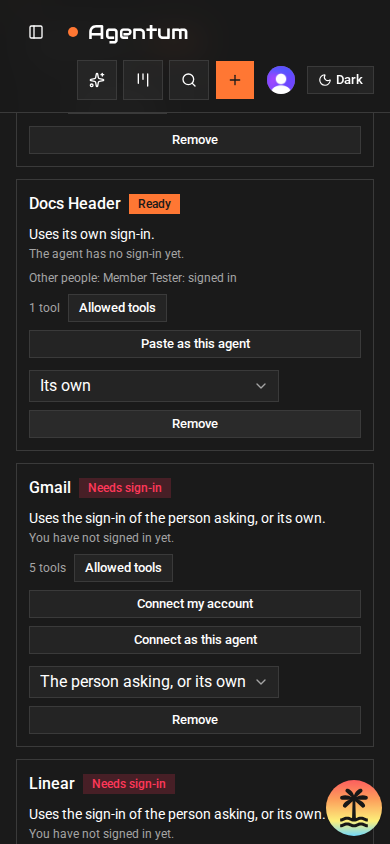 Agentum
Dark
Remove
Docs Header Ready
Uses its own sign-in.
The agent has no sign-in yet.
Other people: Member Tester: signed in
1 tool Allowed tools
Paste as this agent
Its own
Remove
Gmail Needs sign-in
Uses the sign-in of the person asking, or its own.
You have not signed in yet.
5 tools Allowed tools
Connect my account
Connect as this agent
The person asking, or its own
Remove
Linear Needs sign-in
Uses the sign-in of the person asking, or its own.
You have not signed in yet.